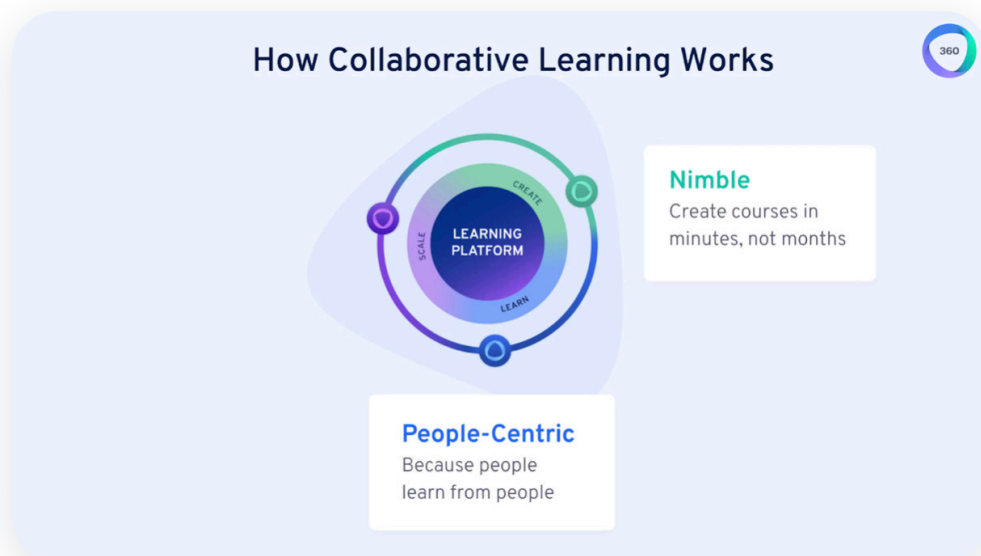 How Collaborative Learning Works
360
CREATE
SCALE
LEARNING
PLATFORM
LEARN
Nimble
Create courses in
minutes, not months
People-Centric
Because people
learn from people